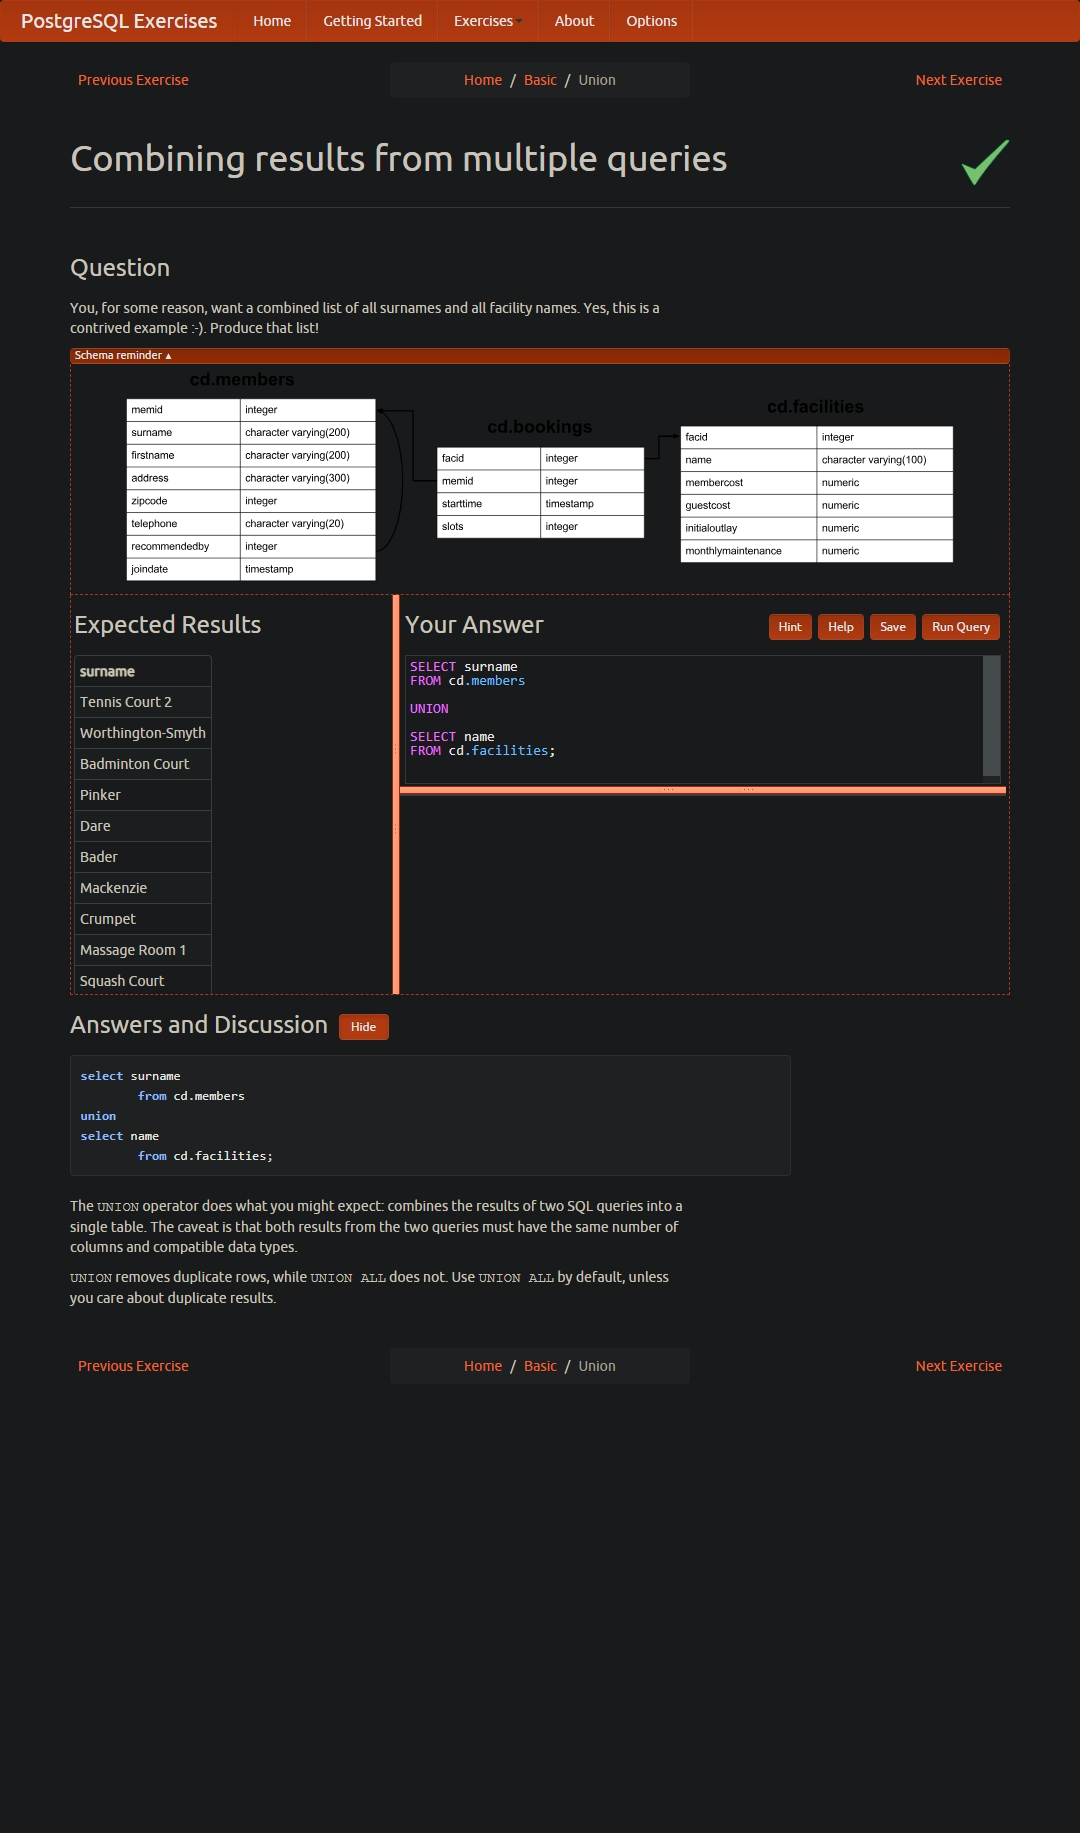 PostgreSQL Exercises Home Getting Started Exercises About Options
Previous Exercise Home / Basic / Union Next Exercise
Combining results from multiple queries
Question
You, for some reason, want a combined list of all surnames and all facility names. Yes, this is a
contrived example :-). Produce that list!
Schema reminder ▲
cd.members
memid integer
surname character varying(200)
firstname character varying(200)
address character varying(300)
zipcode integer
telephone character varying(20)
recommendedby integer
joindate timestamp
cd.bookings
facid integer
memid integer
starttime timestamp
slots integer
cd.facilities
facid integer
name character varying(100)
membercost numeric
guestcost numeric
initialoutlay numeric
monthlymaintenance numeric
Expected Results
surname
Tennis Court 2
Worthington-Smyth
Badminton Court
Pinker
Dare
Bader
Mackenzie
Crumpet
Massage Room 1
Squash Court
Your Answer Hint Help Save Run Query
SELECT surname
FROM cd.members
UNION
SELECT name
FROM cd.facilities;
Answers and Discussion Hide
select surname
from cd.members
union
select name
from cd.facilities;
The UNION operator does what you might expect: combines the results of two SQL queries into a
single table. The caveat is that both results from the two queries must have the same number of
columns and compatible data types.
UNION removes duplicate rows, while UNION ALL does not. Use UNION ALL by default, unless
you care about duplicate results.
Previous Exercise Home / Basic / Union Next Exercise